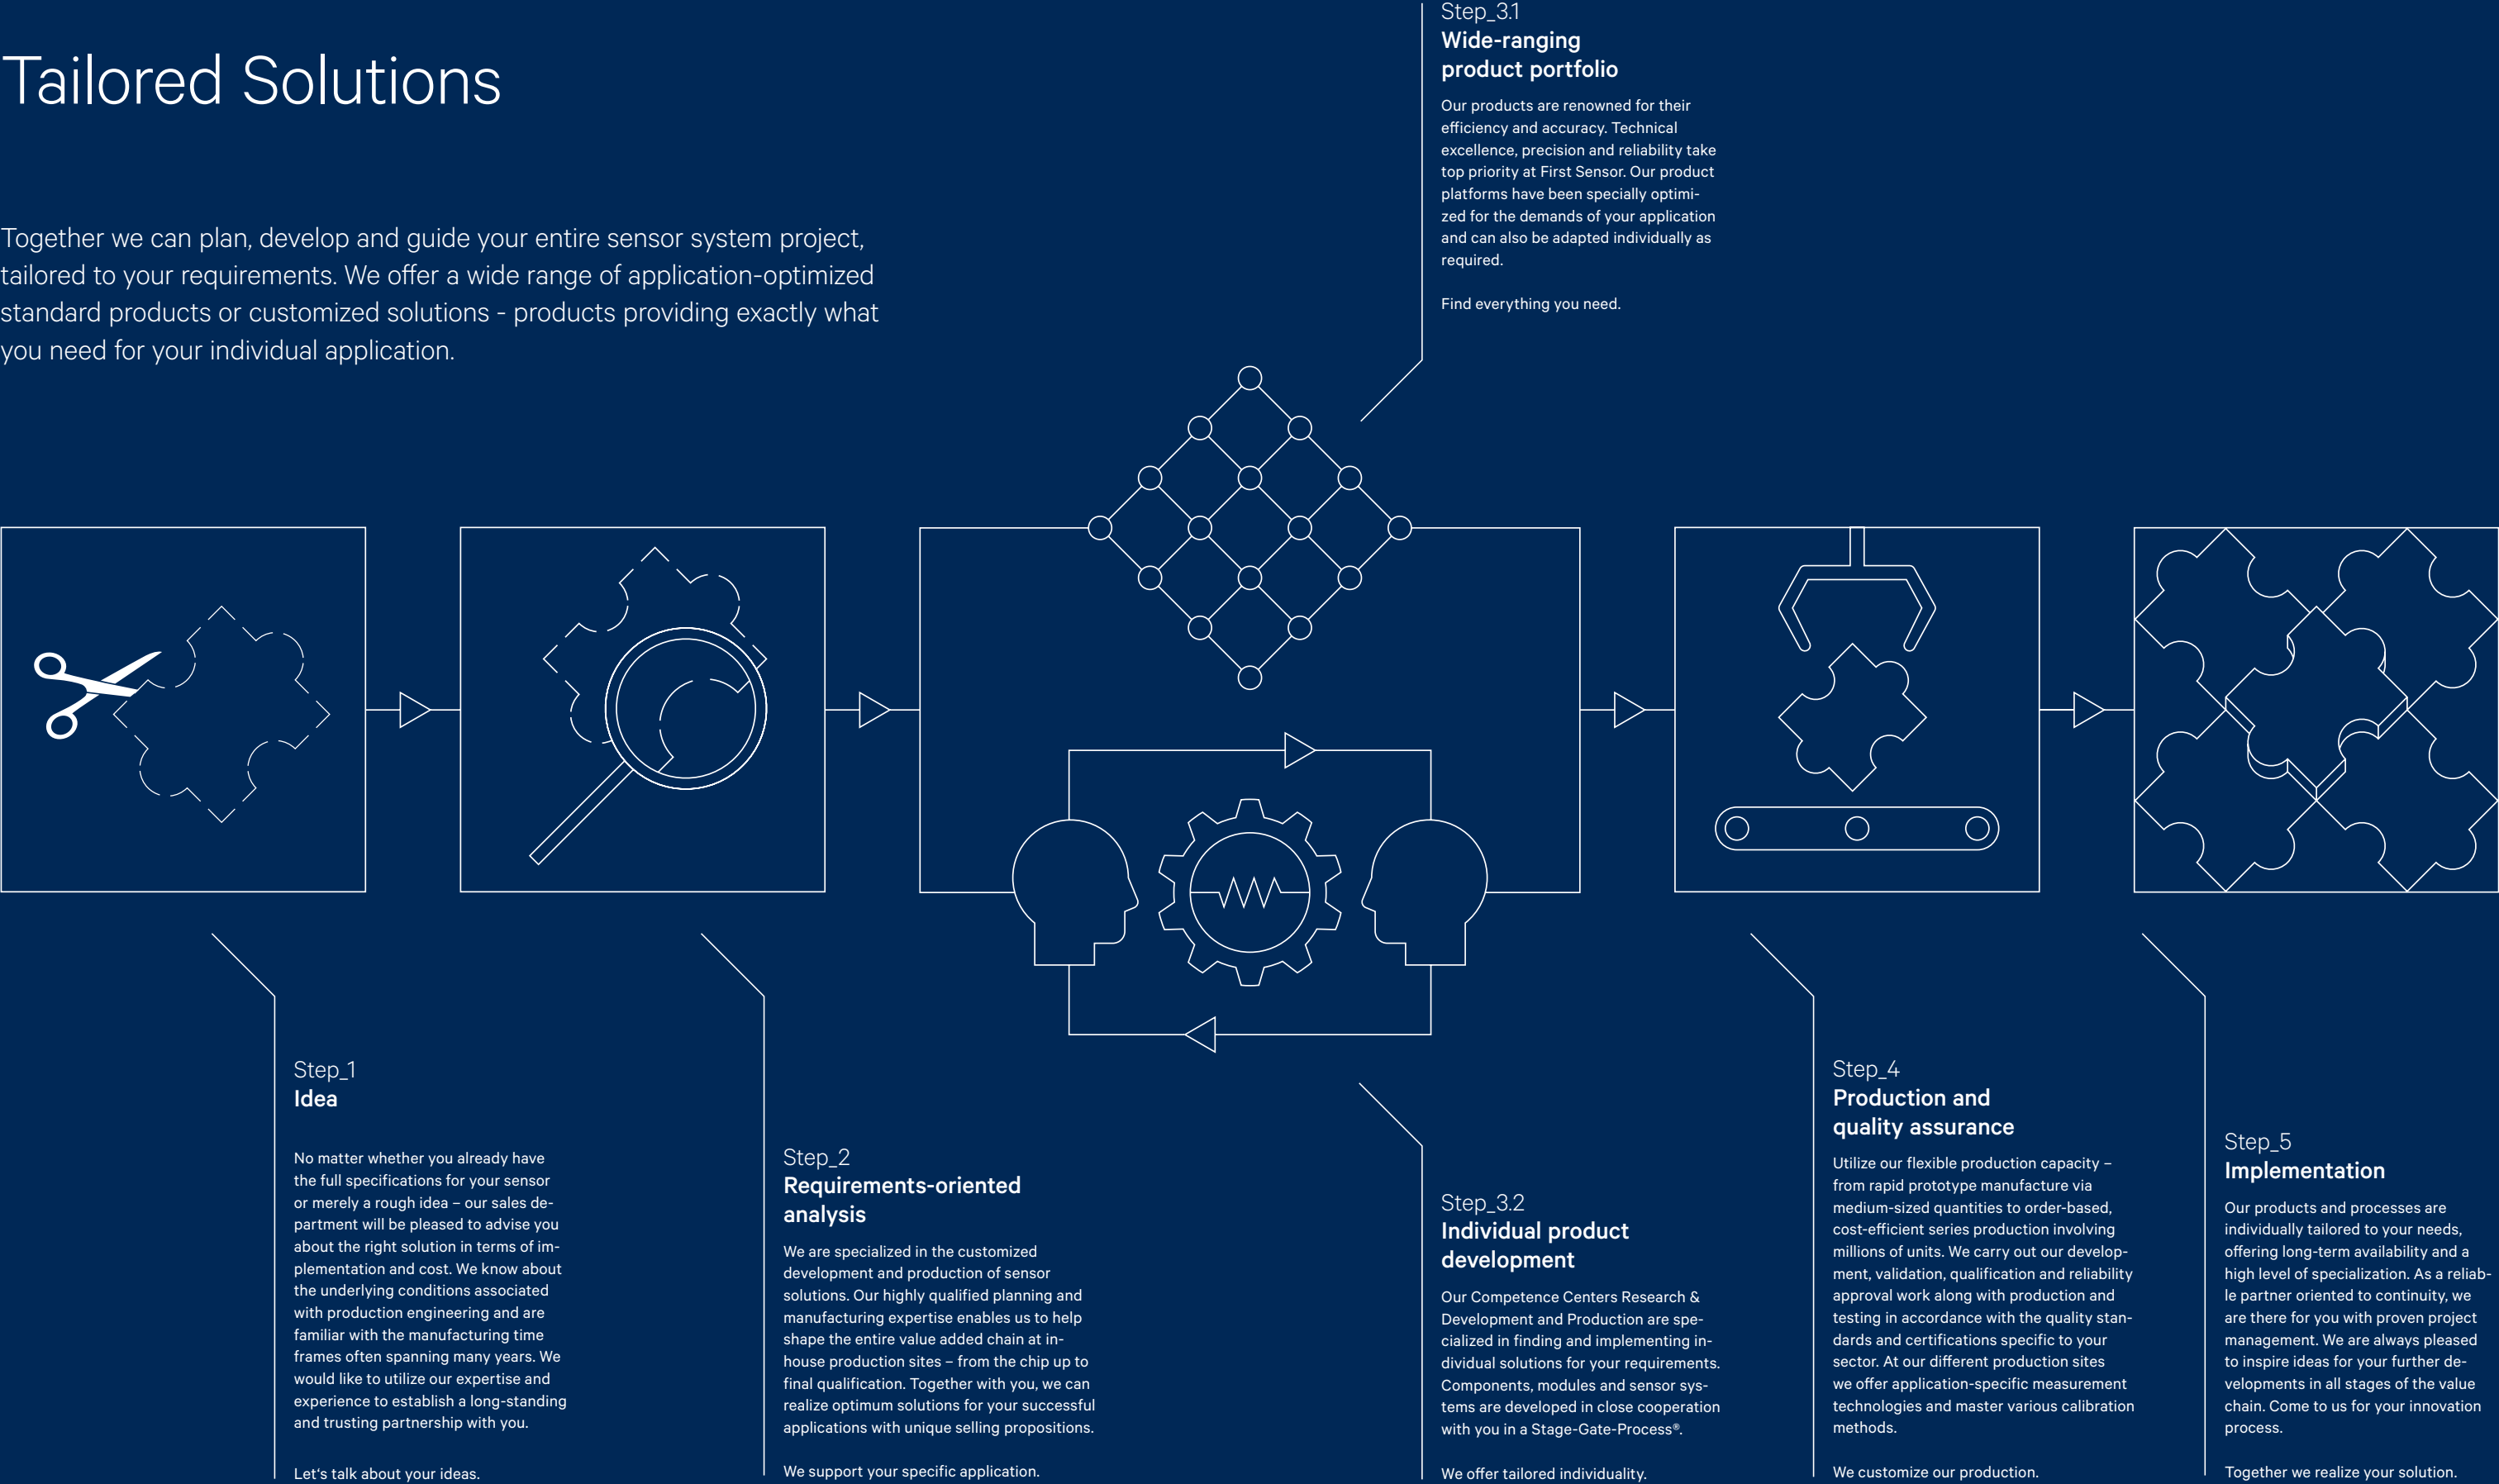 Tailored Solutions
Together we can plan, develop and guide your entire sensor system project,
tailored to your requirements. We offer a wide range of application-optimized
standard products or customized solutions - products providing exactly what
you need for your individual application.
Step_3.1
Wide-ranging
product portfolio
Our products are renowned for their
efficiency and accuracy. Technical
excellence, precision and reliability take
top priority at First Sensor. Our product
platforms have been specially optimi-
zed for the demands of your application
and can also be adapted individually as
required.
Find everything you need.
Step_1
Idea
No matter whether you already have
the full specifications for your sensor
or merely a rough idea – our sales de-
partment will be pleased to advise you
about the right solution in terms of im-
plementation and cost. We know about
the underlying conditions associated
with production engineering and are
familiar with the manufacturing time
frames often spanning many years. We
would like to utilize our expertise and
experience to establish a long-standing
and trusting partnership with you.
Let‘s talk about your ideas.
Step_2
Requirements-oriented
analysis
We are specialized in the customized
development and production of sensor
solutions. Our highly qualified planning and
manufacturing expertise enables us to help
shape the entire value added chain at in-
house production sites – from the chip up to
final qualification. Together with you, we can
realize optimum solutions for your successful
applications with unique selling propositions.
We support your specific application.
Step_3.2
Individual product
development
Our Competence Centers Research &
Development and Production are spe-
cialized in finding and implementing in-
dividual solutions for your requirements.
Components, modules and sensor sys-
tems are developed in close cooperation
with you in a Stage-Gate-Process®.
We offer tailored individuality.
Step_4
Production and
quality assurance
Utilize our flexible production capacity –
from rapid prototype manufacture via
medium-sized quantities to order-based,
cost-efficient series production involving
millions of units. We carry out our develop-
ment, validation, qualification and reliability
approval work along with production and
testing in accordance with the quality stan-
dards and certifications specific to your
sector. At our different production sites
we offer application-specific measurement
technologies and master various calibration
methods.
We customize our production.
Step_5
Implementation
Our products and processes are
individually tailored to your needs,
offering long-term availability and a
high level of specialization. As a reliab-
le partner oriented to continuity, we
are there for you with proven project
management. We are always pleased
to inspire ideas for your further de-
velopments in all stages of the value
chain. Come to us for your innovation
process.
Together we realize your solution.